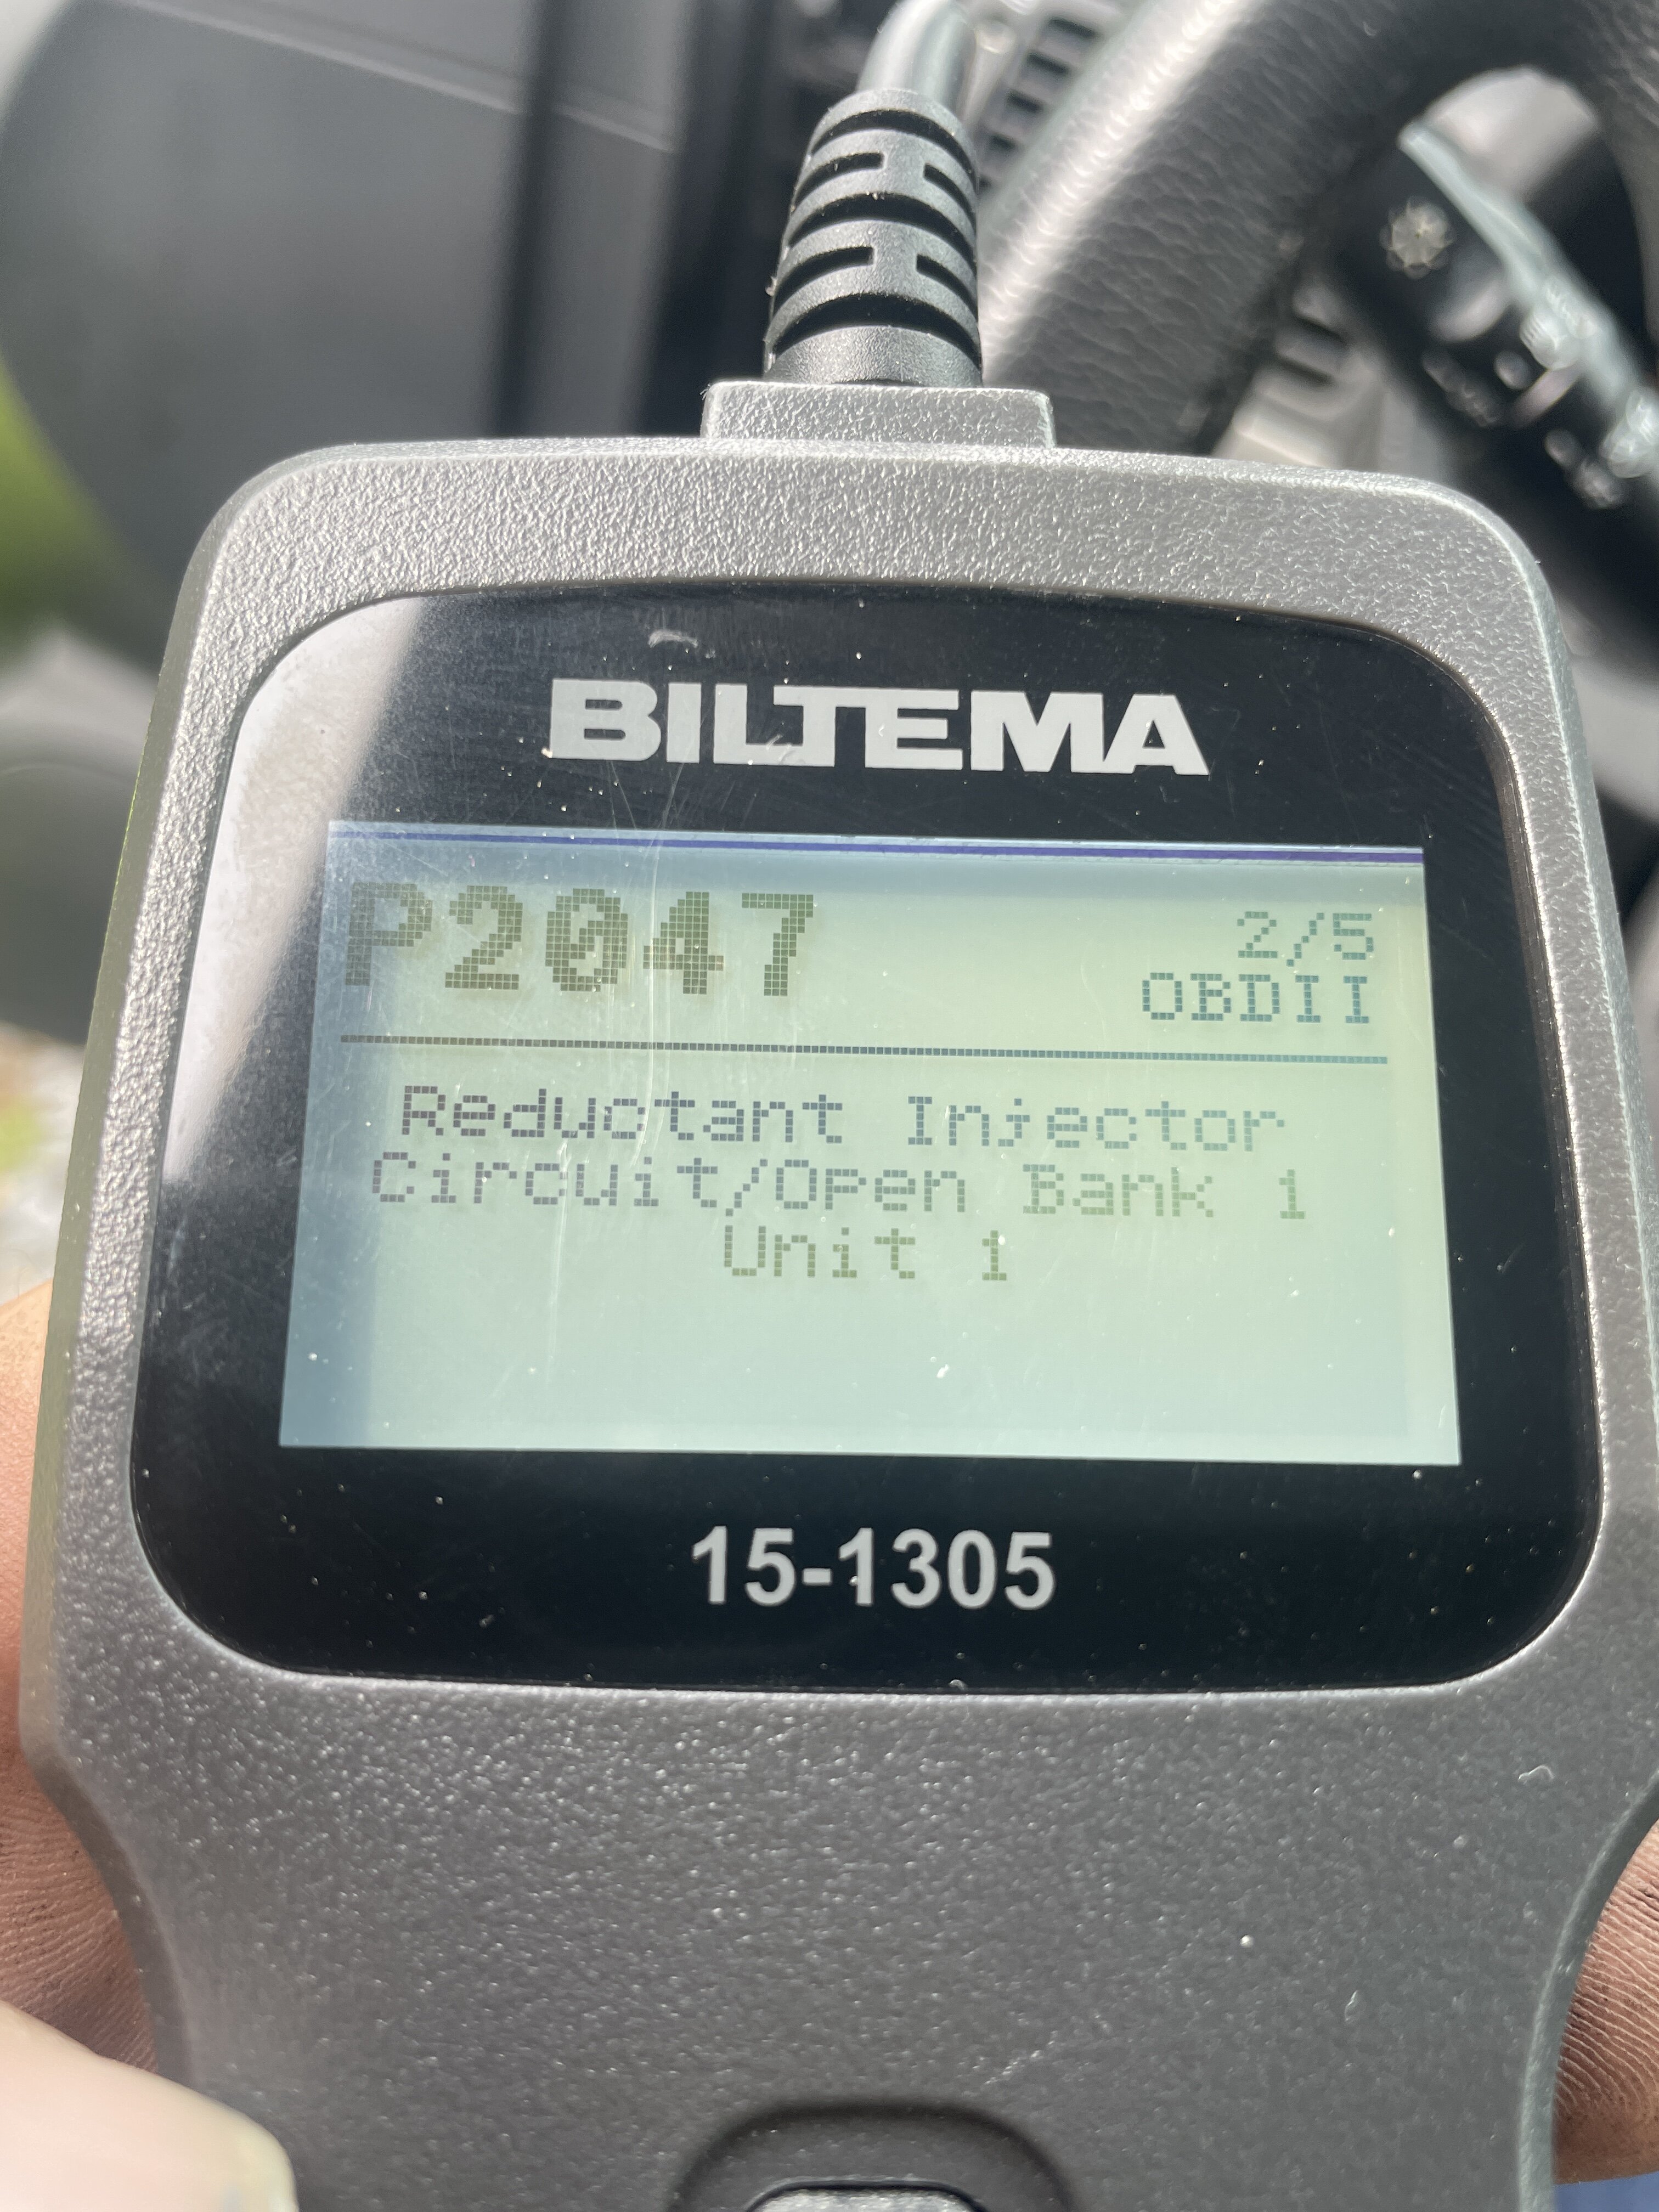 BILTEMA
P2047
2/5
OBDII
Reductant Injector
Circuit/Open Bank 1
Unit 1
15-1305